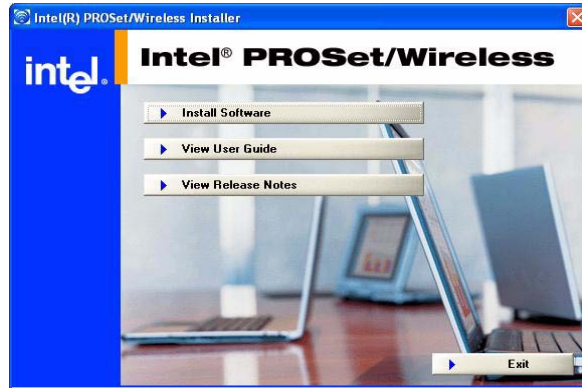 Intel(R) PROSet/Wireless Installer
intel.
Intel® PROSet/Wireless
Install Software
View User Guide
View Release Notes
Exit